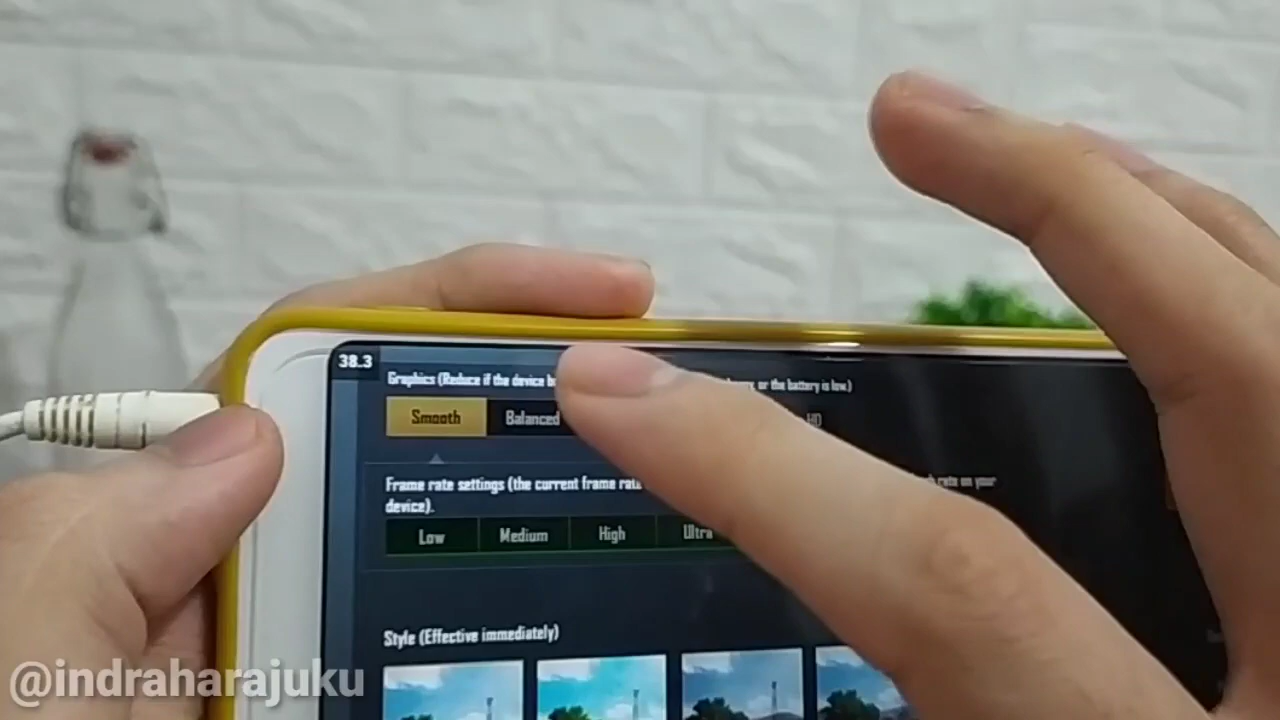 38.3
Graphics (Reduce if the device or the battery is low.)
Smooth Balanced HD
Frame rate settings (the current frame rate on your
device).
Low Medium High Ultra
Style (Effective immediately)
@indraharajuku